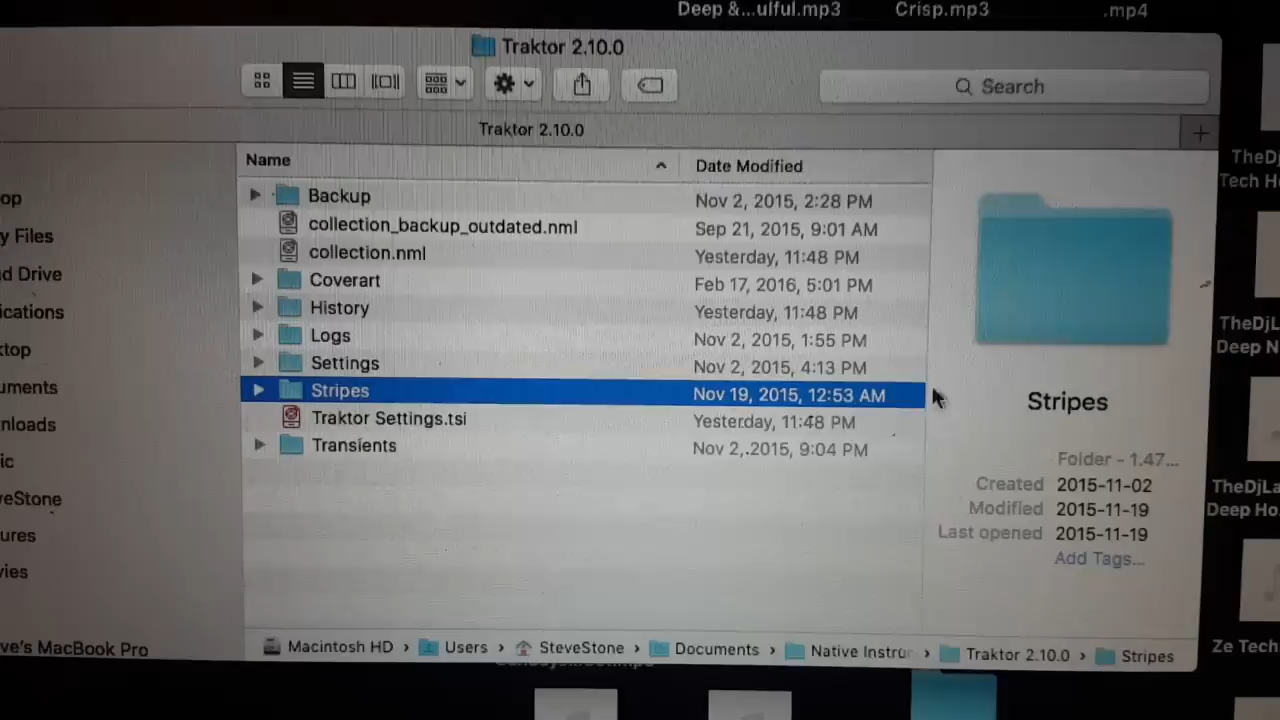 Deep &...ulful.mp3 Crisp.mp3 .mp4
Traktor 2.10.0
Search
Traktor 2.10.0
Name Date Modified
Backup Nov 2, 2015, 2:28 PM
collection_backup_outdated.nml Sep 21, 2015, 9:01 AM
collection.nml Yesterday, 11:48 PM
Coverart Feb 17, 2016, 5:01 PM
History Yesterday, 11:48 PM
Logs Nov 2, 2015, 1:55 PM
Settings Nov 2, 2015, 4:13 PM
Stripes Nov 19, 2015, 12:53 AM
Traktor Settings.tsi Yesterday, 11:48 PM
Transients Nov 2, 2015, 9:04 PM
op
y Files
d Drive
ications
top
uments
nloads
ic
veStone
ures
vies
ve's MacBook Pro
Stripes
Folder - 1.47...
Created 2015-11-02
Modified 2015-11-19
Last opened 2015-11-19
Add Tags...
Macintosh HD › Users › SteveStone › Documents › Native Instru › Traktor 2.10.0 › Stripes
TheDj
Tech H
TheDjL
Deep N
TheDjLa
Deep Ho
Ze Tech